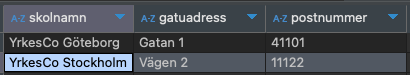 A-Z skolnamn A-Z gatuadress A-Z postnummer
YrkesCo Göteborg Gatan 1 41101
YrkesCo Stockholm Vägen 2 11122